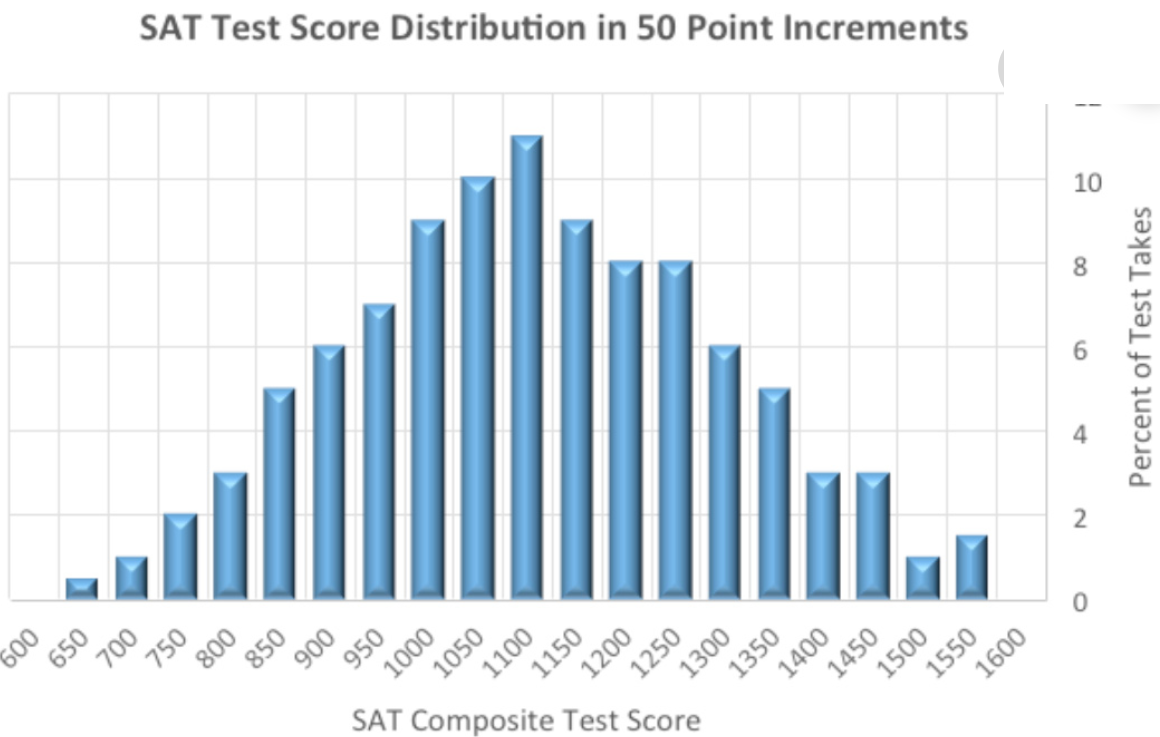 SAT Test Score Distribution in 50 Point Increments
10
8
6
4
2
0
Percent of Test Takes
600 650 700 750 800 850 900 950 1000 1050 1100 1150 1200 1250 1300 1350 1400 1450 1500 1550 1600
SAT Composite Test Score